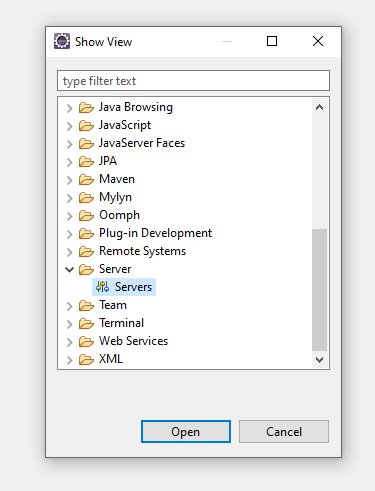 Show View
type filter text
Java Browsing
JavaScript
JavaServer Faces
JPA
Maven
Mylyn
Oomph
Plug-in Development
Remote Systems
Server
Servers
Team
Terminal
Web Services
XML
Open Cancel